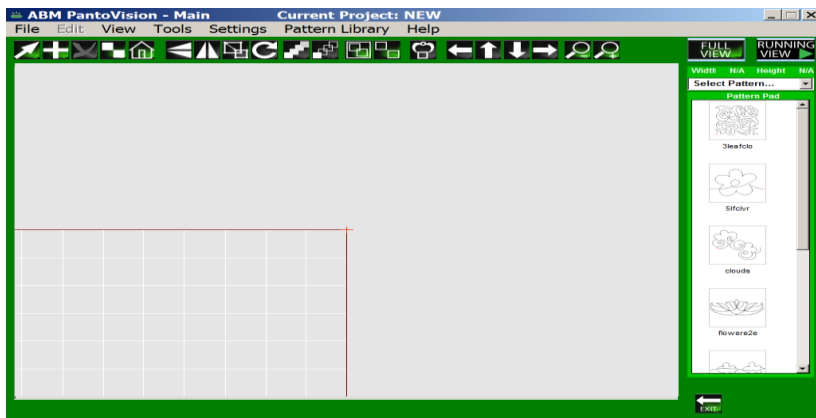 ABM PantoVision - Main Current Project: NEW
File Edit View Tools Settings Pattern Library Help
FULL VIEW
RUNNING VIEW
Width N/A Height N/A
Select Pattern...
Pattern Pad
3leafclo
5lfclvr
clouds
flowere2e
EXIT